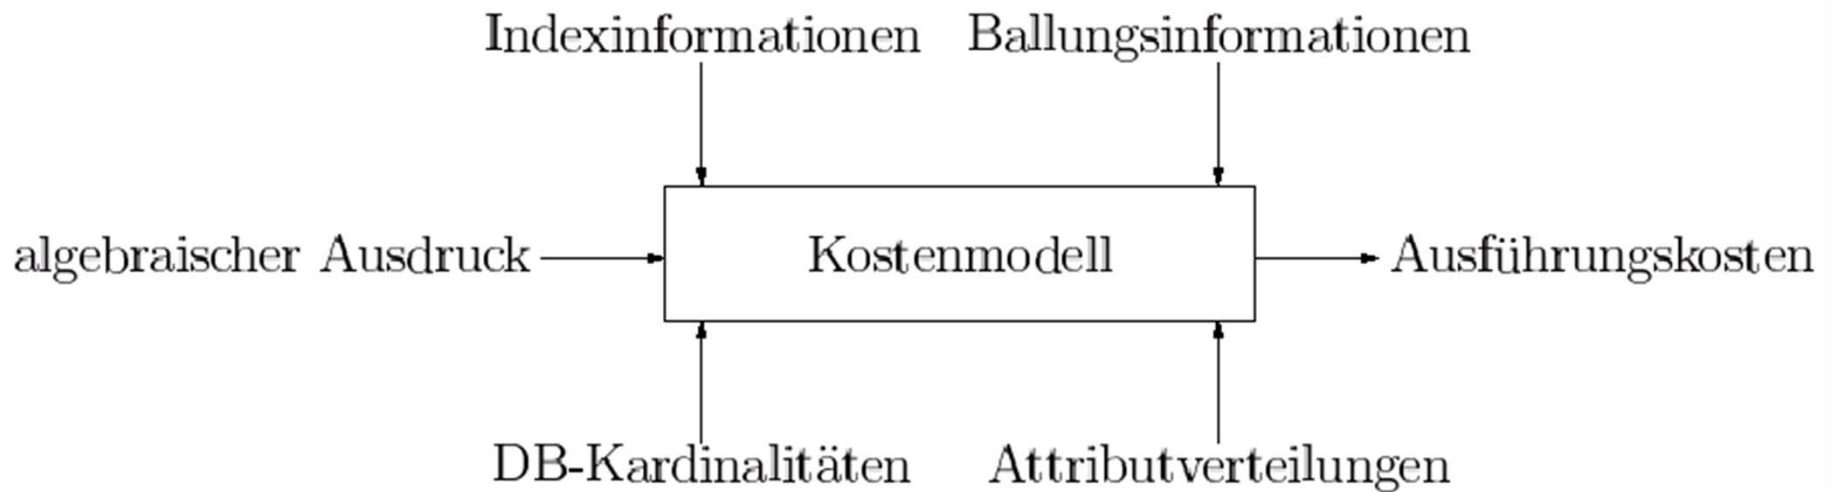 Indexinformationen Ballungsinformationen
algebraischer Ausdruck Kostenmodell Ausführungskosten
DB-Kardinalitäten Attributverteilungen